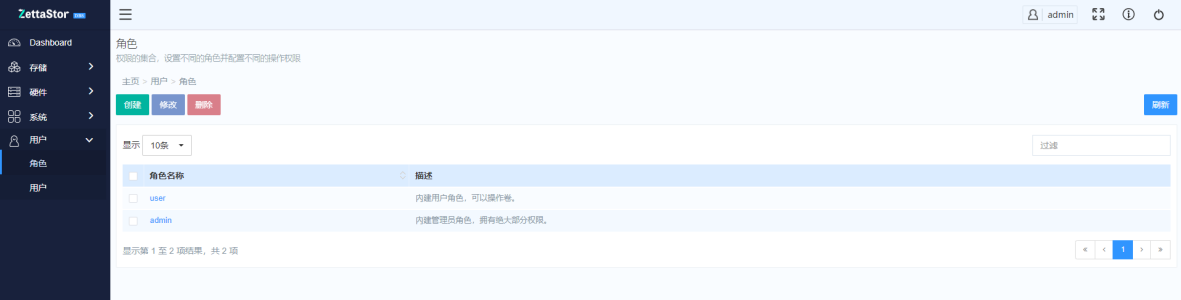 ZettaStor DBS
admin
Dashboard
存储
硬件
系统
用户
角色
用户
角色
权限的集合，设置不同的角色并配置不同的操作权限
主页 > 用户 > 角色
创建 修改 删除 刷新
显示 10条 过滤
角色名称 描述
user 内建用户角色，可以操作卷。
admin 内建管理员角色，拥有绝大部分权限。
显示第 1 至 2 项结果，共 2 项
« ‹ 1 › »